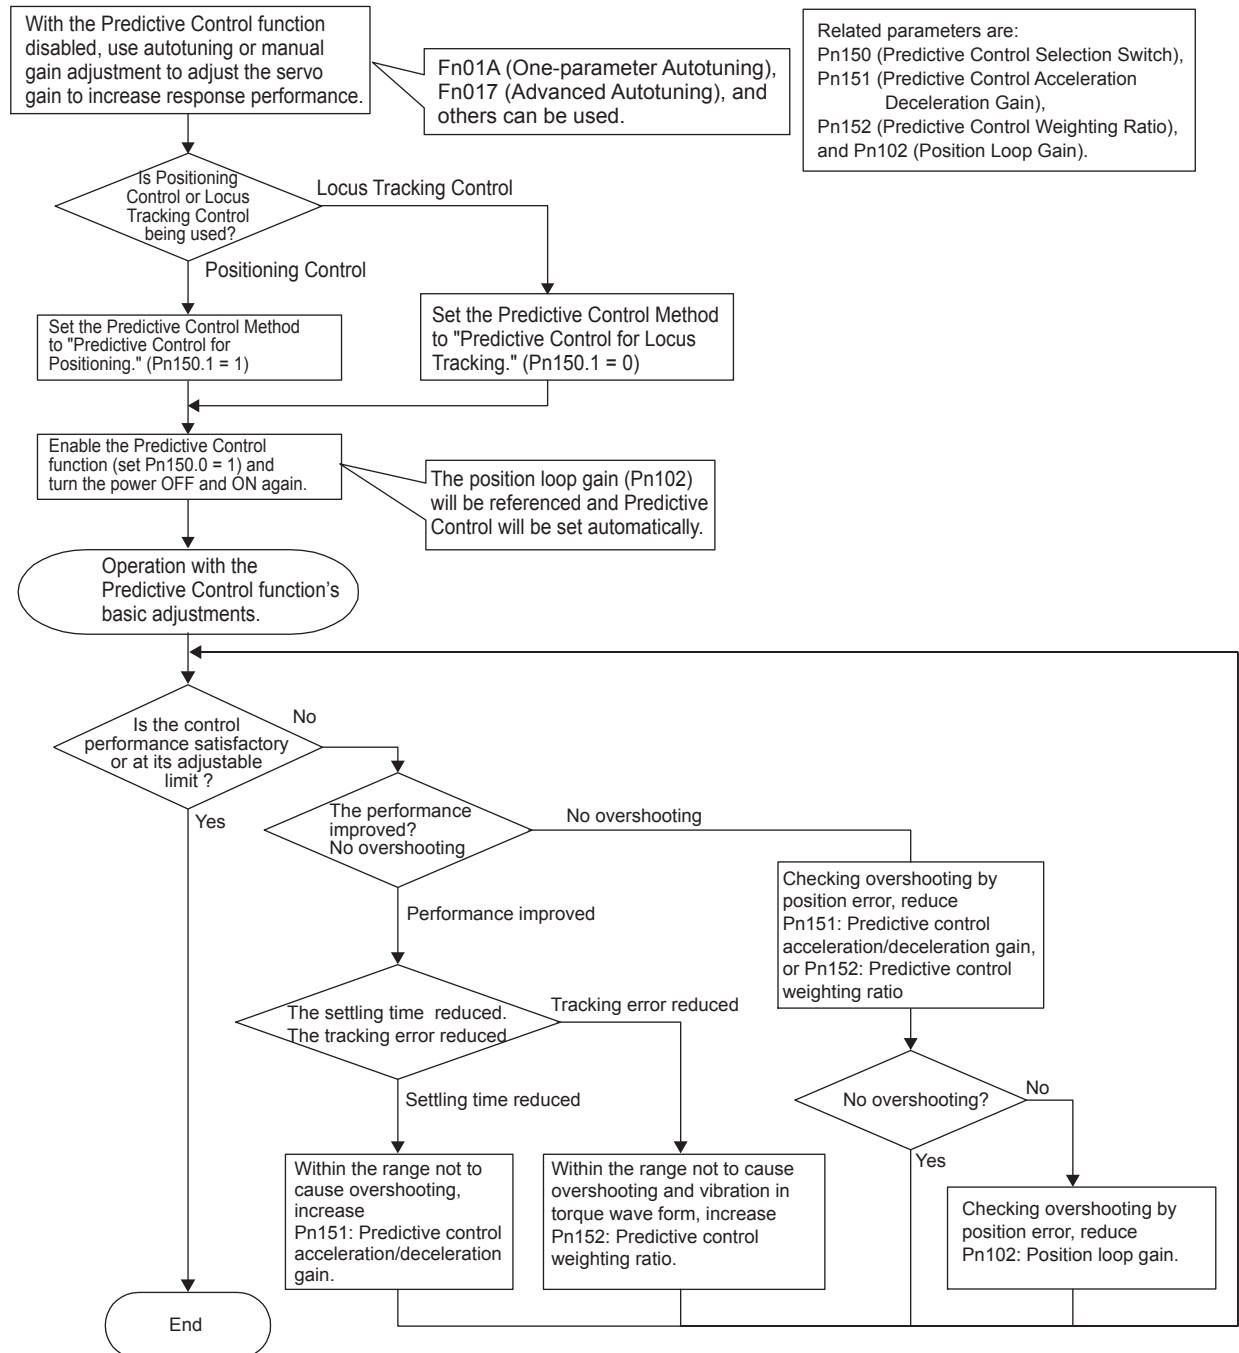 With the Predictive Control function
disabled, use autotuning or manual
gain adjustment to adjust the servo
gain to increase response performance.
Fn01A (One-parameter Autotuning),
Fn017 (Advanced Autotuning), and
others can be used.
Related parameters are:
Pn150 (Predictive Control Selection Switch),
Pn151 (Predictive Control Acceleration
Deceleration Gain),
Pn152 (Predictive Control Weighting Ratio),
and Pn102 (Position Loop Gain).
Is Positioning
Control or Locus
Tracking Control
being used?
Locus Tracking Control
Positioning Control
Set the Predictive Control Method
to "Predictive Control for
Positioning." (Pn150.1 = 1)
Set the Predictive Control Method
to "Predictive Control for Locus
Tracking." (Pn150.1 = 0)
Enable the Predictive Control
function (set Pn150.0 = 1) and
turn the power OFF and ON again.
The position loop gain (Pn102)
will be referenced and Predictive
Control will be set automatically.
Operation with the
Predictive Control function's
basic adjustments.
Is the control
performance satisfactory
or at its adjustable
limit ?
No
Yes
The performance
improved?
No overshooting
No overshooting
Performance improved
Checking overshooting by
position error, reduce
Pn151: Predictive control
acceleration/deceleration gain,
or Pn152: Predictive control
weighting ratio
The settling time reduced.
The tracking error reduced
Tracking error reduced
Settling time reduced
No overshooting?
No
Yes
Within the range not to
cause overshooting,
increase
Pn151: Predictive control
acceleration/deceleration
gain.
Within the range not to cause
overshooting and vibration in
torque wave form, increase
Pn152: Predictive control
weighting ratio.
Checking overshooting by
position error, reduce
Pn102: Position loop gain.
End